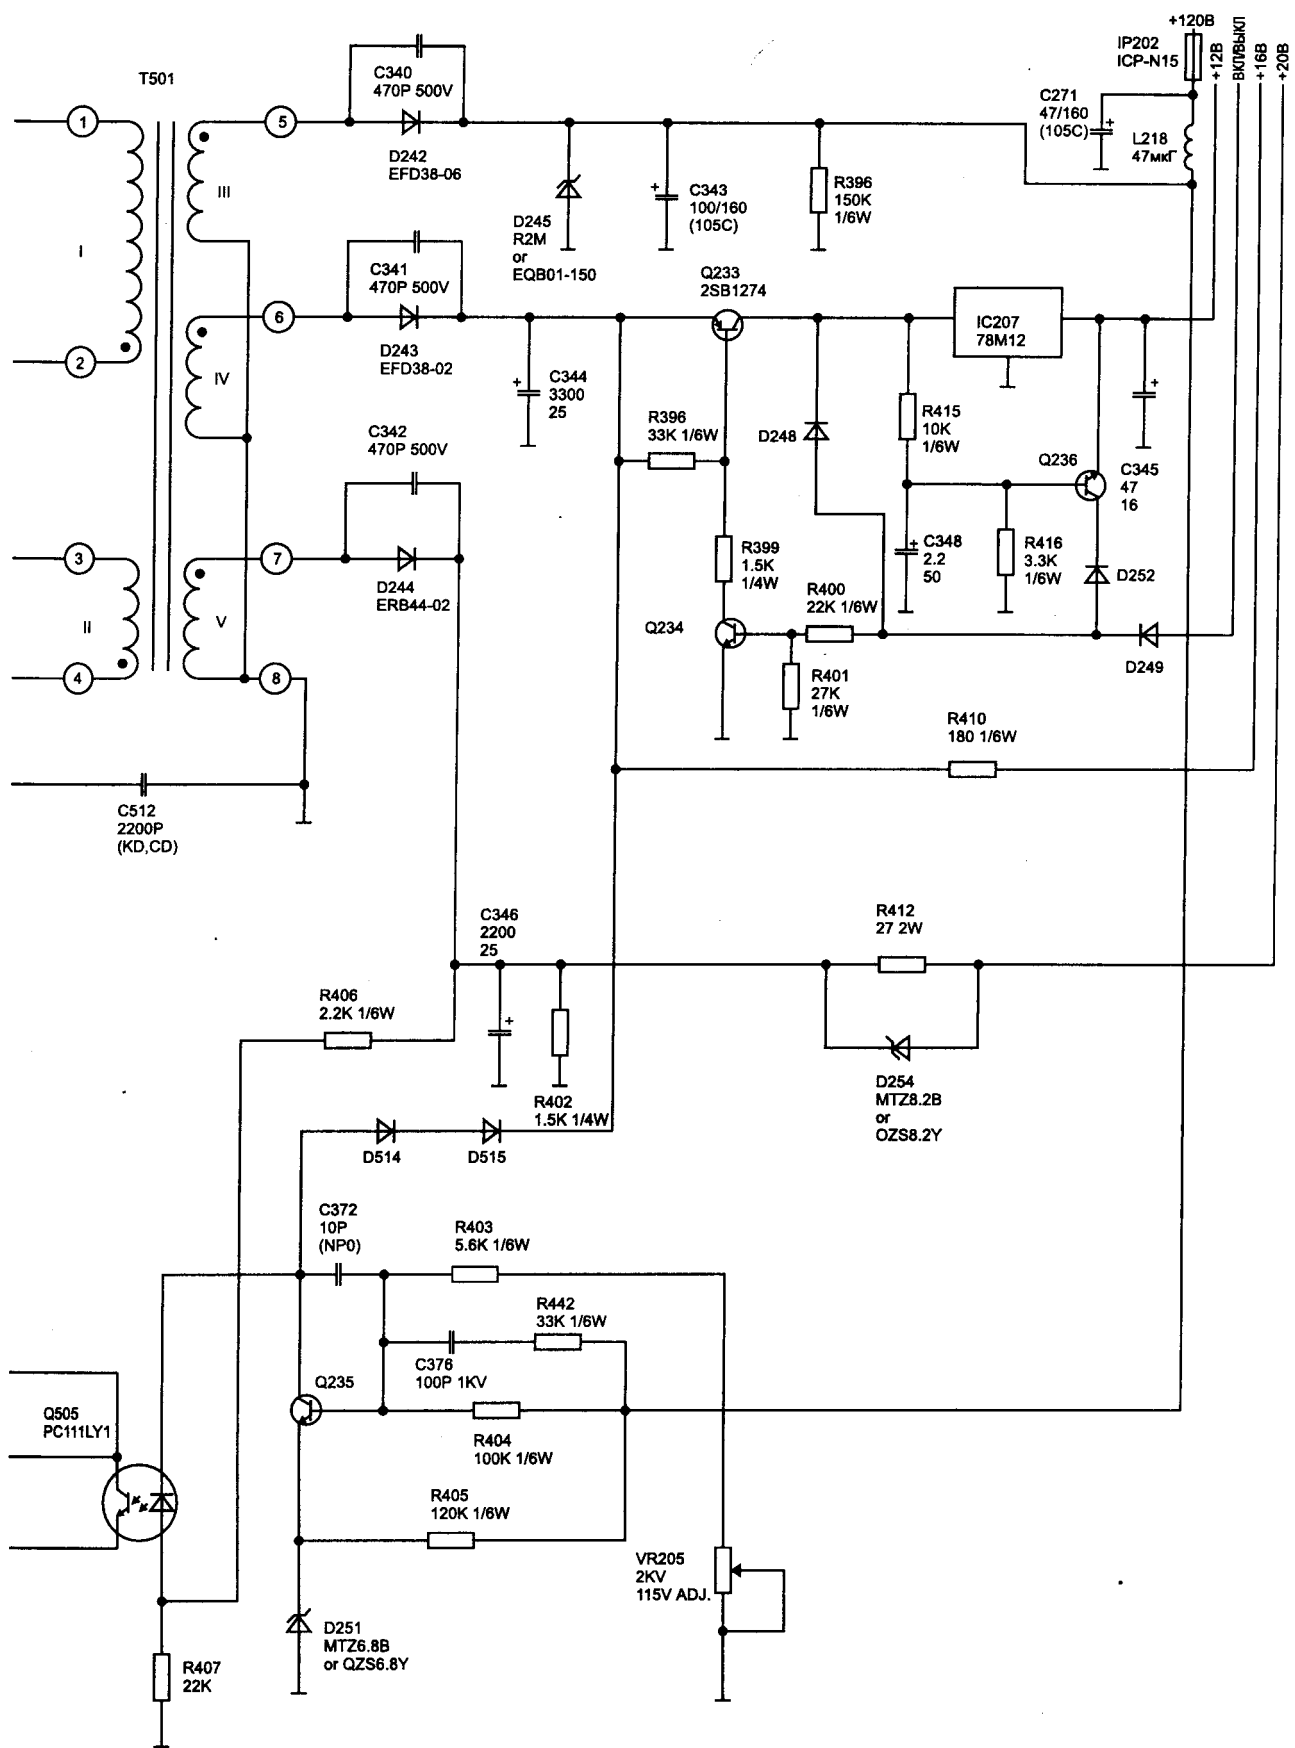 +120В
IP202
ICP-N15
+12В
ВКЛ/ВЫКЛ
+16В
+20В
T501
C340
470P 500V
C271
47/160
(105C)
+
L218
47мкГ
1
5
D242
EFD38-06
III
I
D245
R2M
or
EQB01-150
+
C343
100/160
(105C)
R396
150K
1/6W
C341
470P 500V
Q233
2SB1274
6
IC207
78M12
2
D243
EFD38-02
IV
+
C344
3300
25
+
R396
33K 1/6W
D248
R415
10K
1/6W
C342
470P 500V
Q236
C345
47
16
3
7
D244
ERB44-02
R399
1.5K
1/4W
+
C348
2.2
50
R416
3.3K
1/6W
D252
R400
22K 1/6W
II
V
Q234
D249
4
8
R401
27K
1/6W
R410
180 1/6W
C512
2200P
(KD,CD)
C346
2200
25
R412
27 2W
R406
2.2K 1/6W
+
D254
MTZ8.2B
or
OZS8.2Y
R402
1.5K 1/4W
D514
D515
C372
10P
(NP0)
R403
5.6K 1/6W
R442
33K 1/6W
C376
100P 1KV
Q235
Q505
PC111LY1
R404
100K 1/6W
R405
120K 1/6W
VR205
2KV
115V ADJ.
D251
MTZ6.8B
or QZS6.8Y
R407
22K